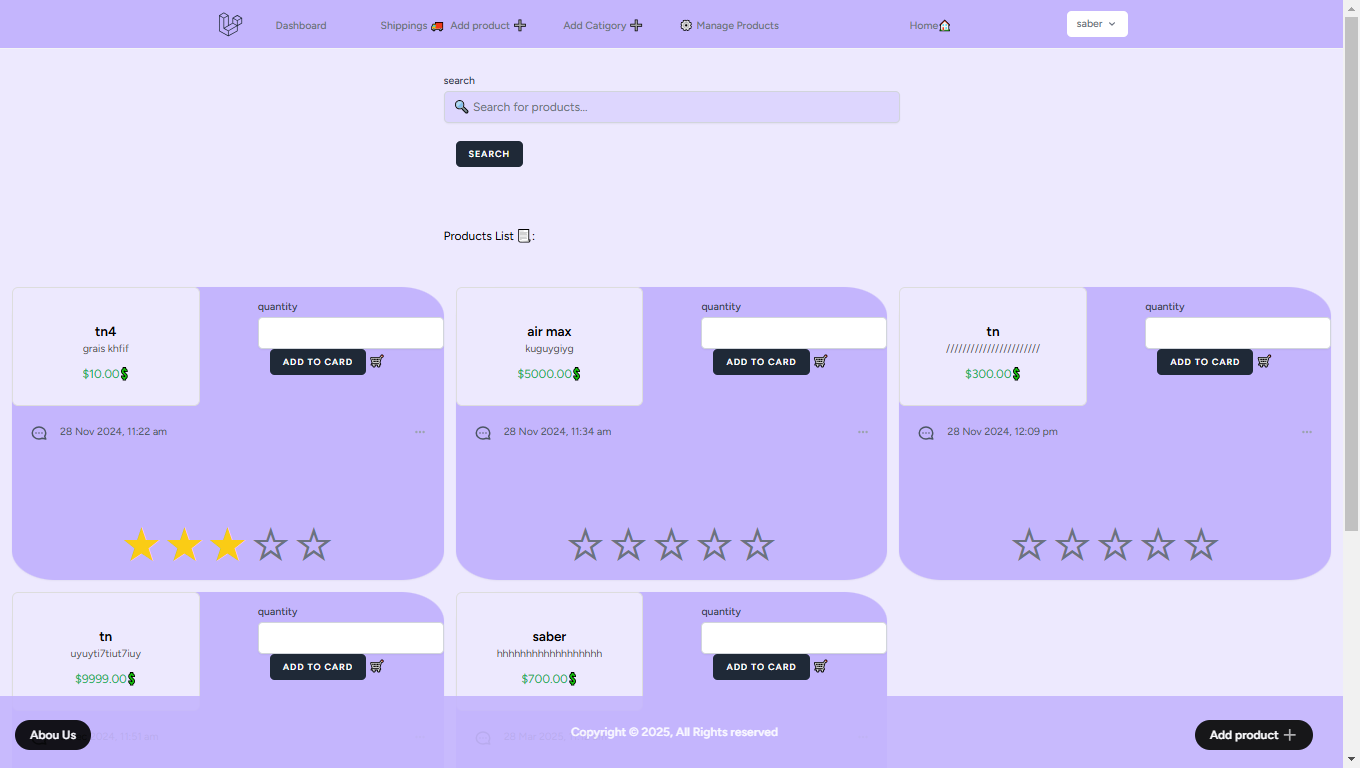 Dashboard Shippings 🚚 Add product ➕ Add Catigory ➕ ⚙ Manage Products Home🏠 saber
search
🔍 Search for products...
SEARCH
Products List 📃:
tn4
grais khfif
$10.00💲
quantity
ADD TO CARD 🛒
28 Nov 2024, 11:22 am
air max
kuguygiyg
$5000.00💲
quantity
ADD TO CARD 🛒
28 Nov 2024, 11:34 am
tn
///////////////////////
$300.00💲
quantity
ADD TO CARD 🛒
28 Nov 2024, 12:09 pm
tn
uyuyti7tiut7iuy
$9999.00💲
quantity
ADD TO CARD 🛒
2024, 11:51 am
saber
hhhhhhhhhhhhhhhhh
$700.00💲
quantity
ADD TO CARD 🛒
28 Mar 2025,
Abou Us
Copyright © 2025, All Rights reserved
Add product ➕